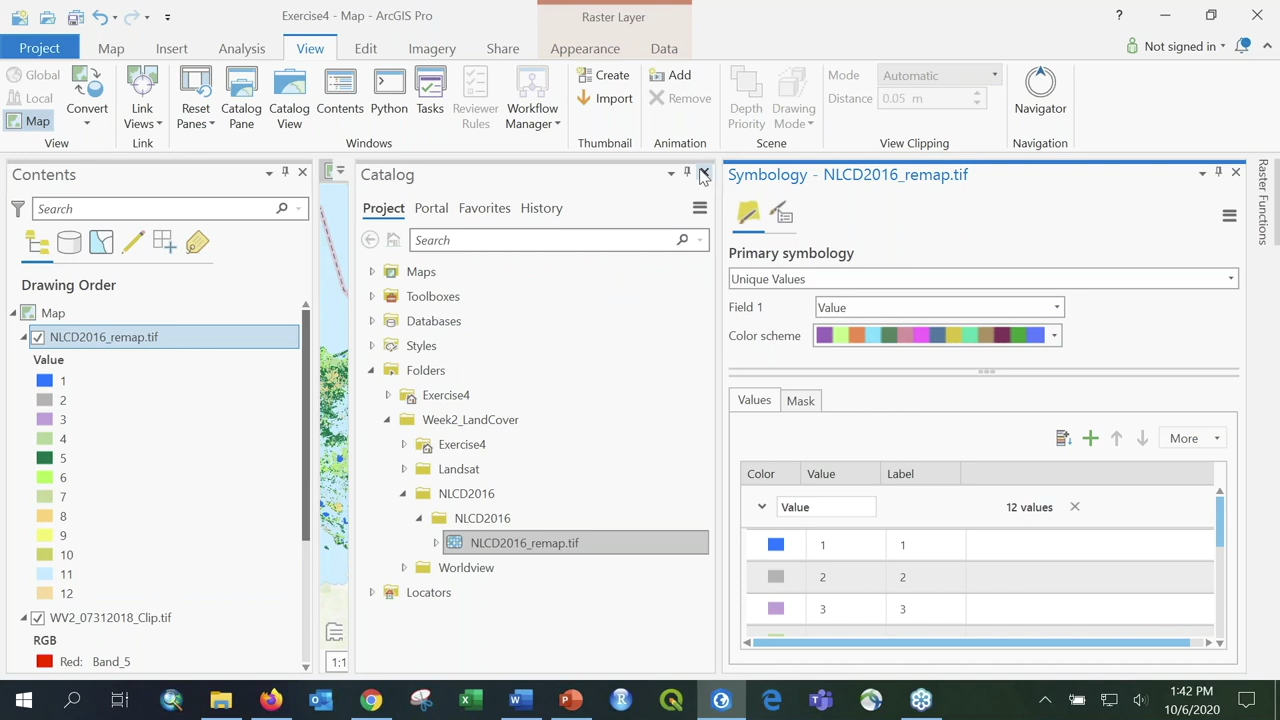 Exercise4 - Map - ArcGIS Pro
Raster Layer
?
Project
Map
Insert
Analysis
View
Edit
Imagery
Share
Appearance
Data
Not signed in
Global
Local
Map
Convert
Link Views
Reset Panes
Catalog Pane
Catalog View
Contents
Python
Tasks
Reviewer Rules
Workflow Manager
Create
Import
Add
Remove
Depth Priority
Drawing Mode
Mode
Automatic
Distance
0.05 m
Navigator
View
Link
Windows
Thumbnail
Animation
Scene
View Clipping
Navigation
Contents
Search
Drawing Order
Map
NLCD2016_remap.tif
Value
1
2
3
4
5
6
7
8
9
10
11
12
WV2_07312018_Clip.tif
RGB
Red: Band_5
1:1
Catalog
Project
Portal
Favorites
History
Search
Maps
Toolboxes
Databases
Styles
Folders
Exercise4
Week2_LandCover
Exercise4
Landsat
NLCD2016
NLCD2016
NLCD2016_remap.tif
Worldview
Locators
Symbology - NLCD2016_remap.tif
Primary symbology
Unique Values
Field 1
Value
Color scheme
Values
Mask
More
Color
Value
Label
Value
12 values
1
1
2
2
3
3
Raster Functions
1:42 PM
10/6/2020